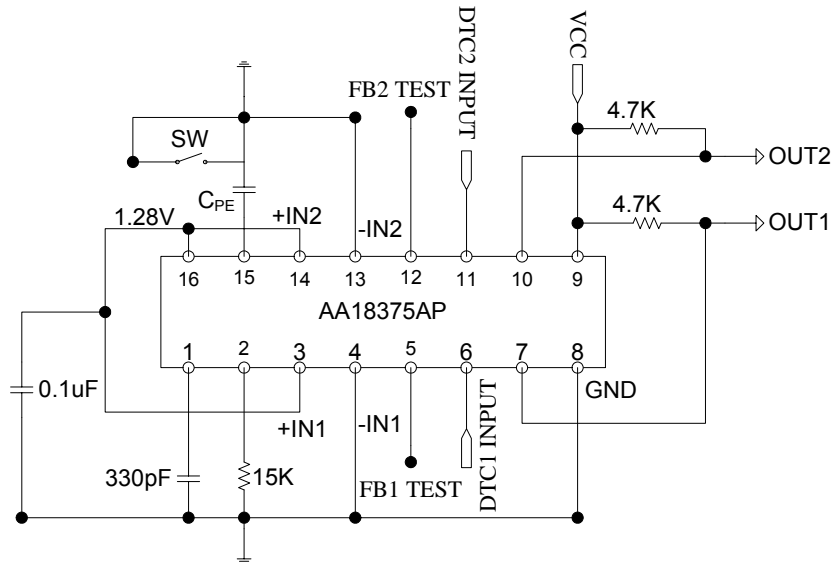 FB2 TEST
DTC2 INPUT
VCC
SW
4.7K
OUT2
CPE
1.28V
+IN2
-IN2
4.7K
OUT1
16
15
14
13
12
11
10
9
AA18375AP
1
2
3
4
5
6
7
8
0.1uF
+IN1
-IN1
DTC1 INPUT
GND
330pF
15K
FB1 TEST